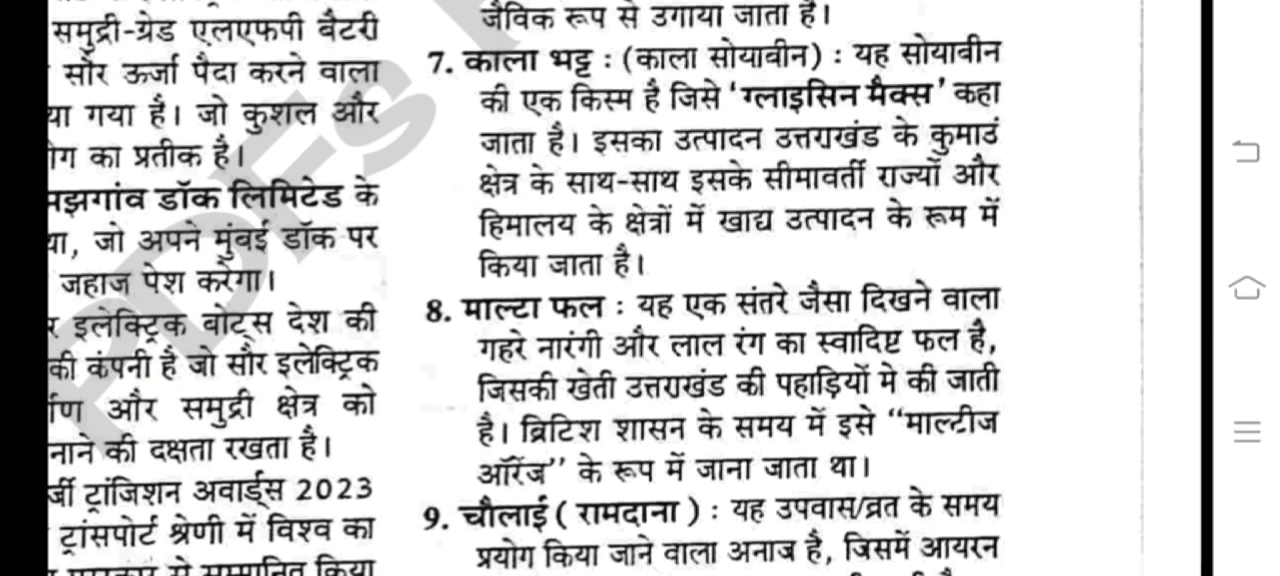 समुद्री-ग्रेड एलएफपी बैटरी
सौर ऊर्जा पैदा करने वाला
गया है। जो कुशल और
का प्रतीक है।
डॉक लिमिटेड के
जो अपने मुंबई डॉक पर
जहाज पेश करेगा।
इलेक्ट्रिक बोट्स देश की
की कंपनी है जो सौर इलेक्ट्रिक
और समुद्री क्षेत्र को
की दक्षता रखता है।
ट्रांजिशन अवार्ड्स 2023
ट्रांसपोर्ट श्रेणी में विश्व का
जैविक रूप से उगाया जाता है।
7. काला भट्ट : (काला सोयाबीन) : यह सोयाबीन
की एक किस्म है जिसे 'ग्लाइसिन मैक्स' कहा
जाता है। इसका उत्पादन उत्तराखंड के कुमाउं
क्षेत्र के साथ-साथ इसके सीमावर्ती राज्यों और
हिमालय के क्षेत्रों में खाद्य उत्पादन के रूम में
किया जाता है।
8. माल्टा फल : यह एक संतरे जैसा दिखने वाला
गहरे नारंगी और लाल रंग का स्वादिष्ट फल है,
जिसकी खेती उत्तराखंड की पहाड़ियों मे की जाती
है। ब्रिटिश शासन के समय में इसे "माल्टीज
ऑरेंज" के रूप में जाना जाता था।
9. चौलाई ( रामदाना ) : यह उपवास/व्रत के समय
प्रयोग किया जाने वाला अनाज है, जिसमें आयरन
PDFs